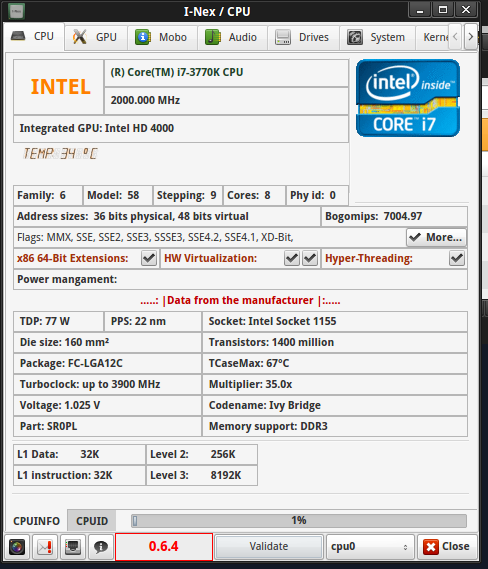 I-Nex / CPU
CPU GPU Mobo Audio Drives System Kerne
INTEL
(R) Core(TM) i7-3770K CPU
2000.000 MHz
Integrated GPU: Intel HD 4000
intel inside™
CORE™ i7
TEMP: 34 °C
Family: 6 Model: 58 Stepping: 9 Cores: 8 Phy id: 0
Address sizes: 36 bits physical, 48 bits virtual Bogomips: 7004.97
Flags: MMX, SSE, SSE2, SSE3, SSSE3, SSE4.2, SSE4.1, XD-Bit, More...
x86 64-Bit Extensions: HW Virtualization: Hyper-Threading:
Power mangament:
.....: |Data from the manufacturer |:.....
TDP: 77 W PPS: 22 nm Socket: Intel Socket 1155
Die size: 160 mm² Transistors: 1400 million
Package: FC-LGA12C TCaseMax: 67°C
Turboclock: up to 3900 MHz Multiplier: 35.0x
Voltage: 1.025 V Codename: Ivy Bridge
Part: SR0PL Memory support: DDR3
L1 Data: 32K Level 2: 256K
L1 instruction: 32K Level 3: 8192K
CPUINFO CPUID 1%
0.6.4 Validate cpu0 Close